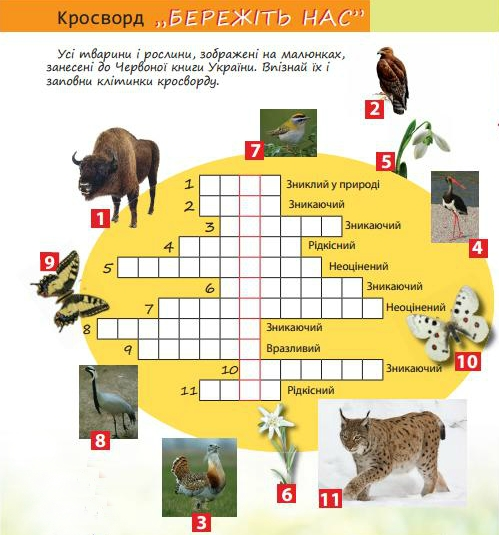 Кросворд „БЕРЕЖІТЬ НАС”
Усі тварини і рослини, зображені на малюнках,
занесені до Червоної книги України. Впізнай їх і
заповни клітинки кросворду.
2
7
5
1
1 Зниклий у природі
2 Зникаючий
3 Зникаючий
4
4 Рідкісний
9
5 Неоцінений
6 Зникаючий
7 Неоцінений
8 Зникаючий
9 Вразливий
10
10 Зникаючий
11 Рідкісний
8
6
11
3